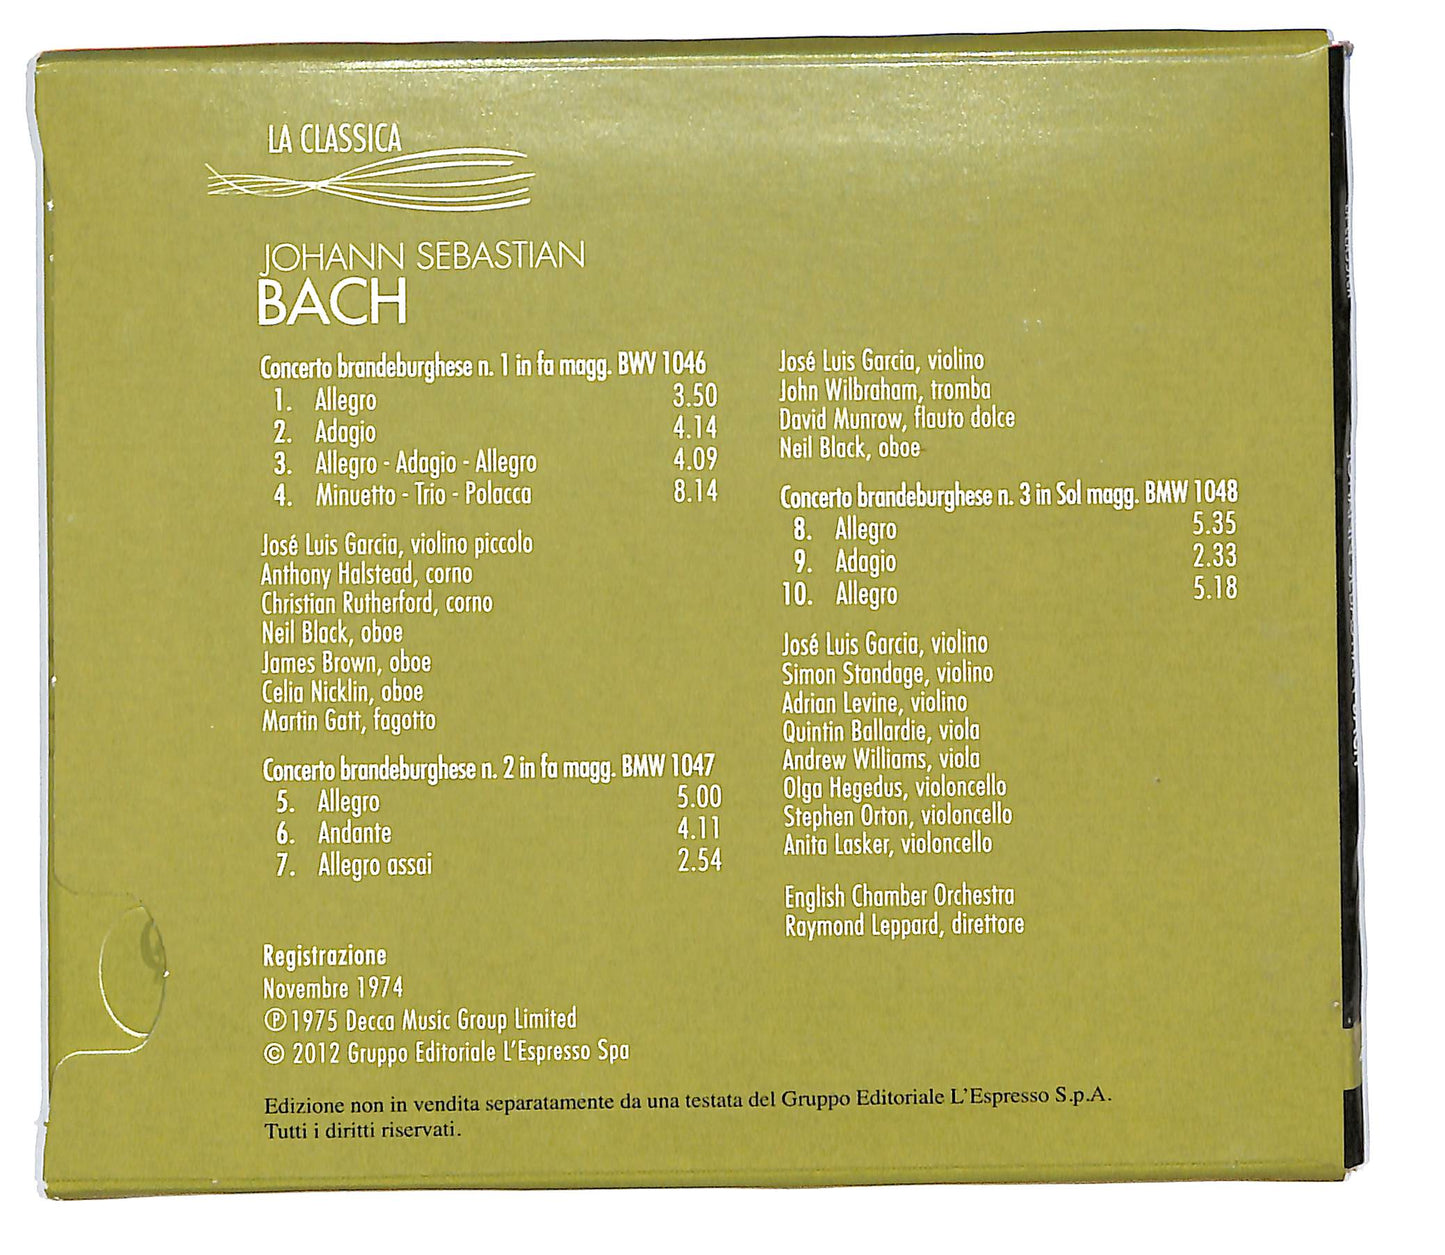 LA CLASSICA
JOHANN SEBASTIAN
BACH
Concerto brandeburghese n. 1 in fa magg. BWV 1046
1. Allegro 3.50
2. Adagio 4.14
3. Allegro - Adagio - Allegro 4.09
4. Minuetto - Trio - Polacca 8.14
José Luis Garcia, violino piccolo
Anthony Halstead, corno
Christian Rutherford, corno
Neil Black, oboe
James Brown, oboe
Celia Nicklin, oboe
Martin Gatt, fagotto
Concerto brandeburghese n. 2 in fa magg. BMW 1047
5. Allegro 5.00
6. Andante 4.11
7. Allegro assai 2.54
Registrazione
Novembre 1974
℗1975 Decca Music Group Limited
© 2012 Gruppo Editoriale L'Espresso Spa
José Luis Garcia, violino
John Wilbraham, tromba
David Munrow, flauto dolce
Neil Black, oboe
Concerto brandeburghese n. 3 in Sol magg. BMW 1048
8. Allegro 5.35
9. Adagio 2.33
10. Allegro 5.18
José Luis Garcia, violino
Simon Standage, violino
Adrian Levine, violino
Quintin Ballardie, viola
Andrew Williams, viola
Olga Hegedus, violoncello
Stephen Orton, violoncello
Anita Lasker, violoncello
English Chamber Orchestra
Raymond Leppard, direttore
Edizione non in vendita separatamente da una testata del Gruppo Editoriale L'Espresso S.p.A.
Tutti i diritti riservati.